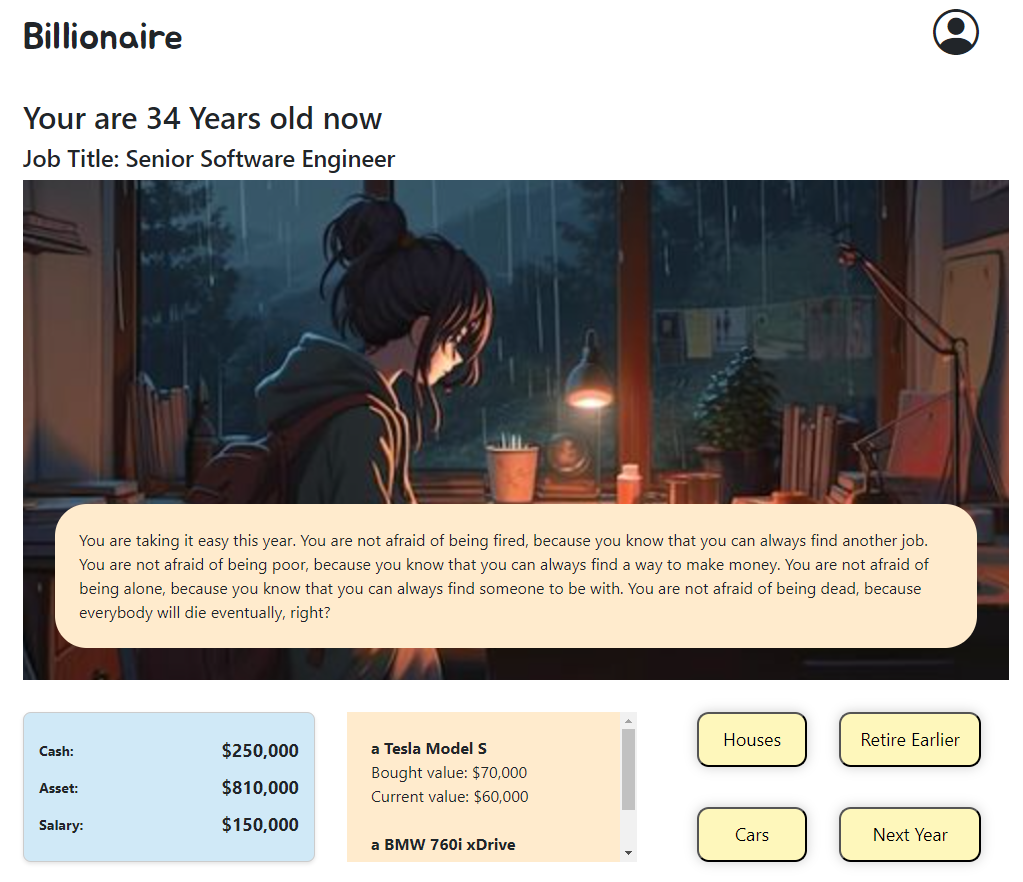 Billionaire
Your are 34 Years old now
Job Title: Senior Software Engineer
You are taking it easy this year. You are not afraid of being fired, because you know that you can always find another job.
You are not afraid of being poor, because you know that you can always find a way to make money. You are not afraid of
being alone, because you know that you can always find someone to be with. You are not afraid of being dead, because
everybody will die eventually, right?
Cash: $250,000
Asset: $810,000
Salary: $150,000
a Tesla Model S
Bought value: $70,000
Current value: $60,000
a BMW 760i xDrive
Houses
Retire Earlier
Cars
Next Year